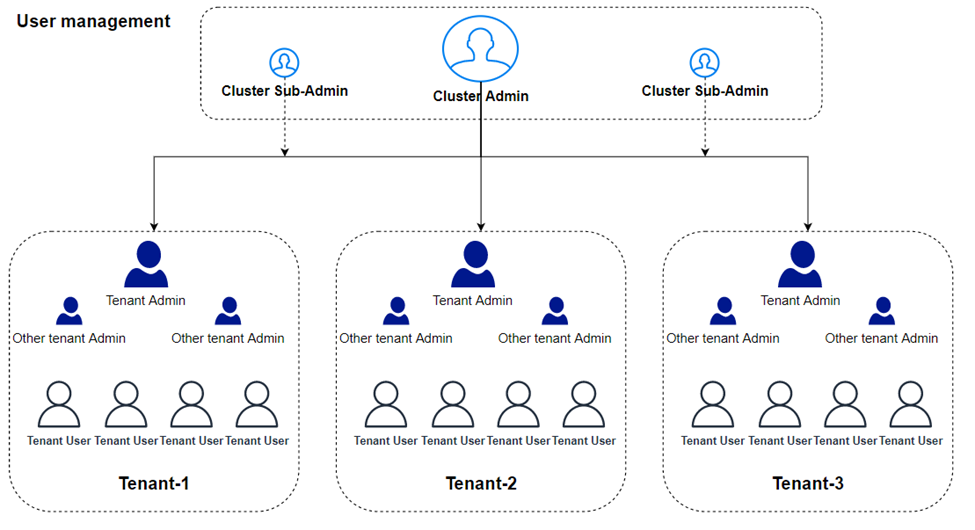 User management
Cluster Sub-Admin
Cluster Admin
Cluster Sub-Admin
Tenant Admin
Other tenant Admin
Other tenant Admin
Tenant User Tenant User Tenant User Tenant User
Tenant-1
Tenant Admin
Other tenant Admin
Other tenant Admin
Tenant User Tenant User Tenant User Tenant User
Tenant-2
Tenant Admin
Other tenant Admin
Other tenant Admin
Tenant User Tenant User Tenant User Tenant User
Tenant-3